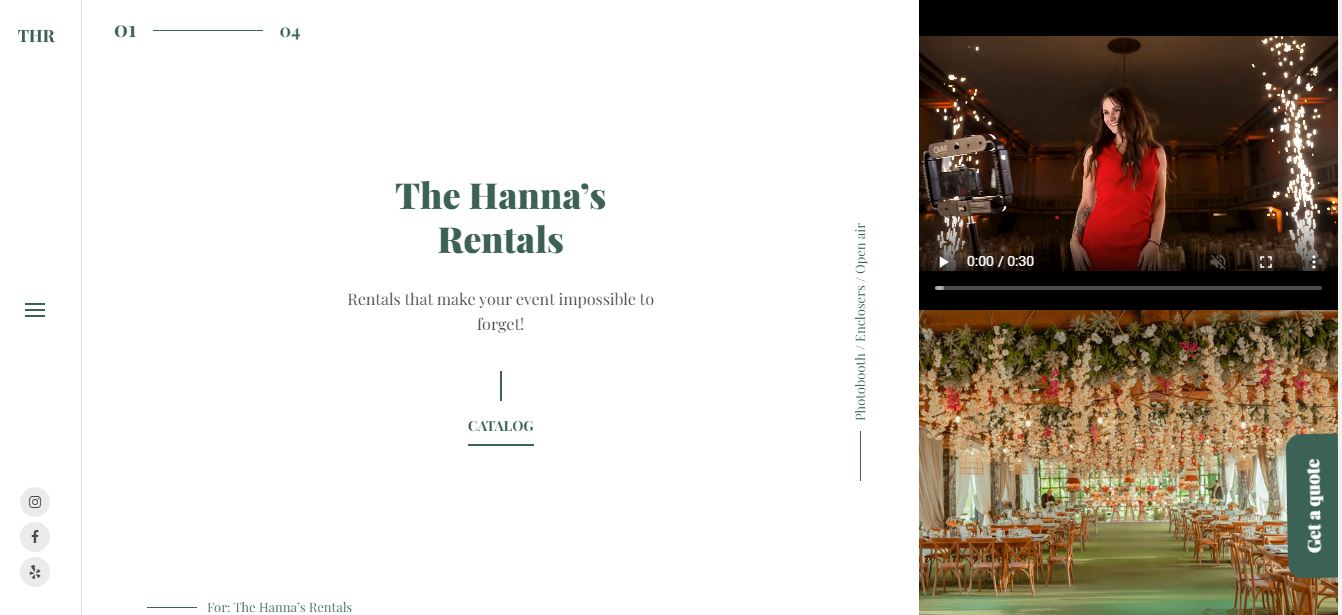 THR
01
04
The Hanna’s
Rentals
Rentals that make your event impossible to
forget!
CATALOG
Photobooth / Enclosers / Open air
For: The Hanna’s Rentals
0:00 / 0:30
Get a quote